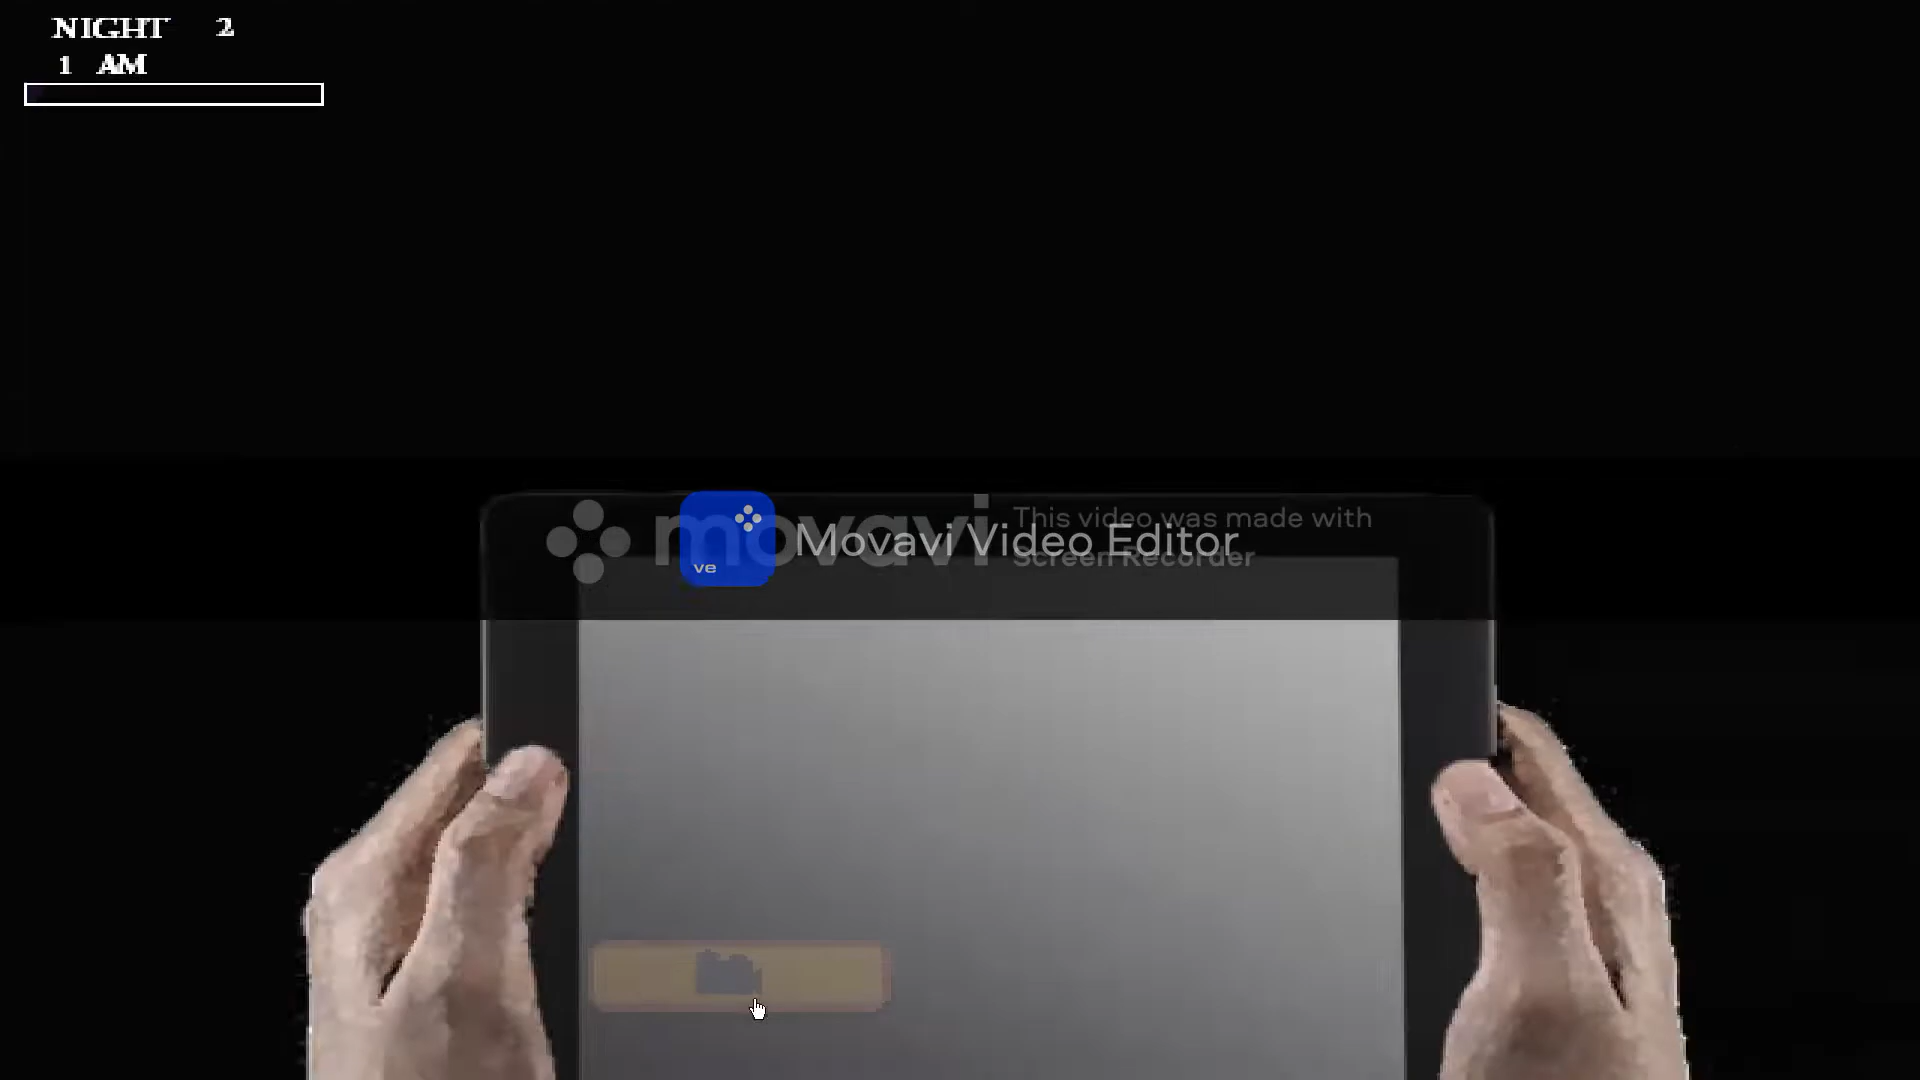 NIGHT 2
1 AM
movavi
This video was made with
Screen Recorder
ve
Movavi Video Editor